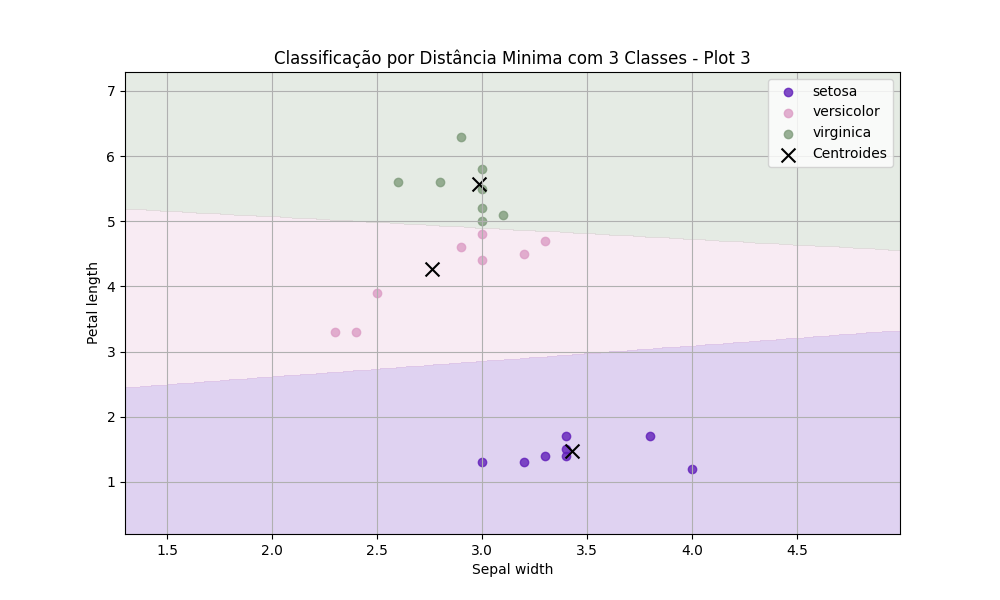 Classificação por Distância Minima com 3 Classes - Plot 3
setosa
versicolor
virginica
Centroides
Petal length
7
6
5
4
3
2
1
1.5 2.0 2.5 3.0 3.5 4.0 4.5
Sepal width